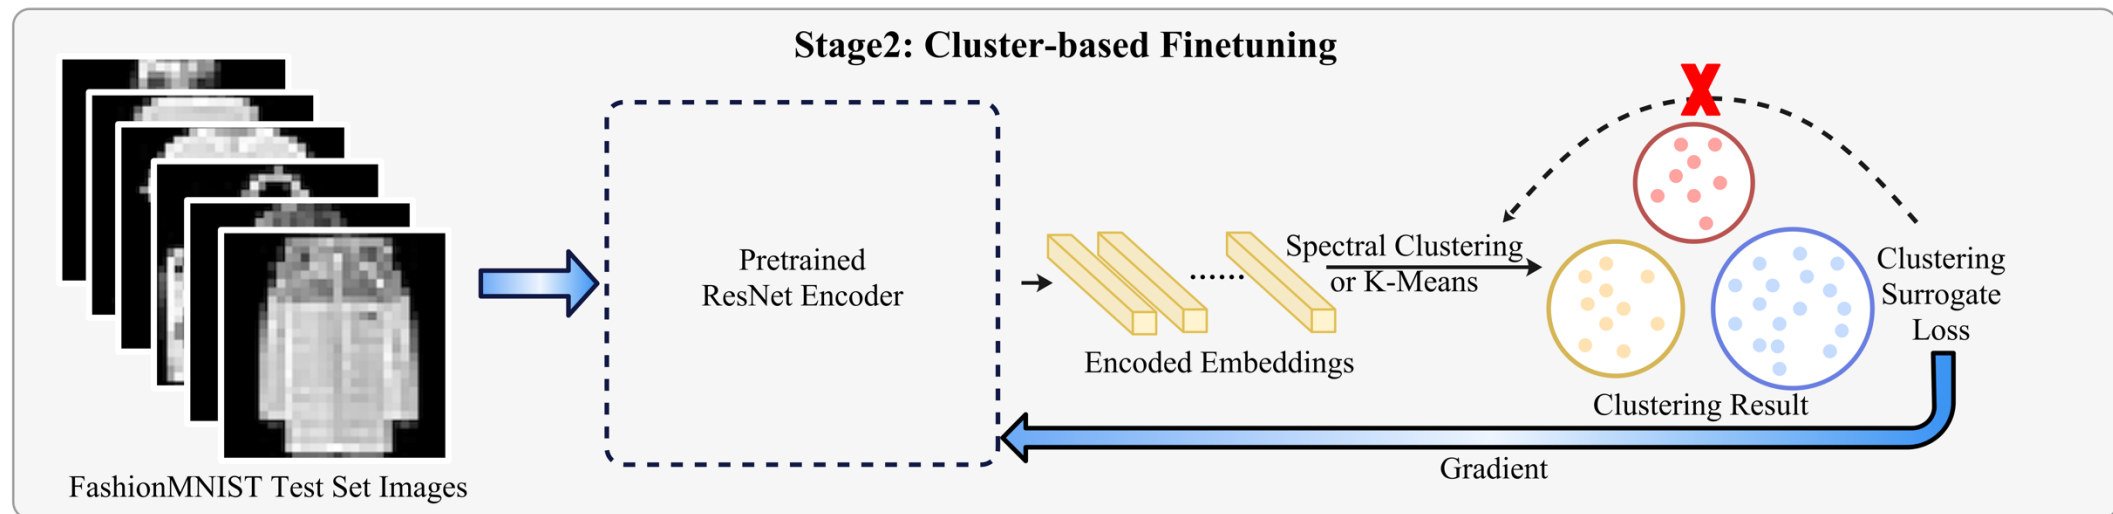 Stage2: Cluster-based Finetuning
Pretrained
ResNet Encoder
Spectral Clustering
or K-Means
Encoded Embeddings
Clustering
Surrogate
Loss
Clustering Result
Gradient
FashionMNIST Test Set Images